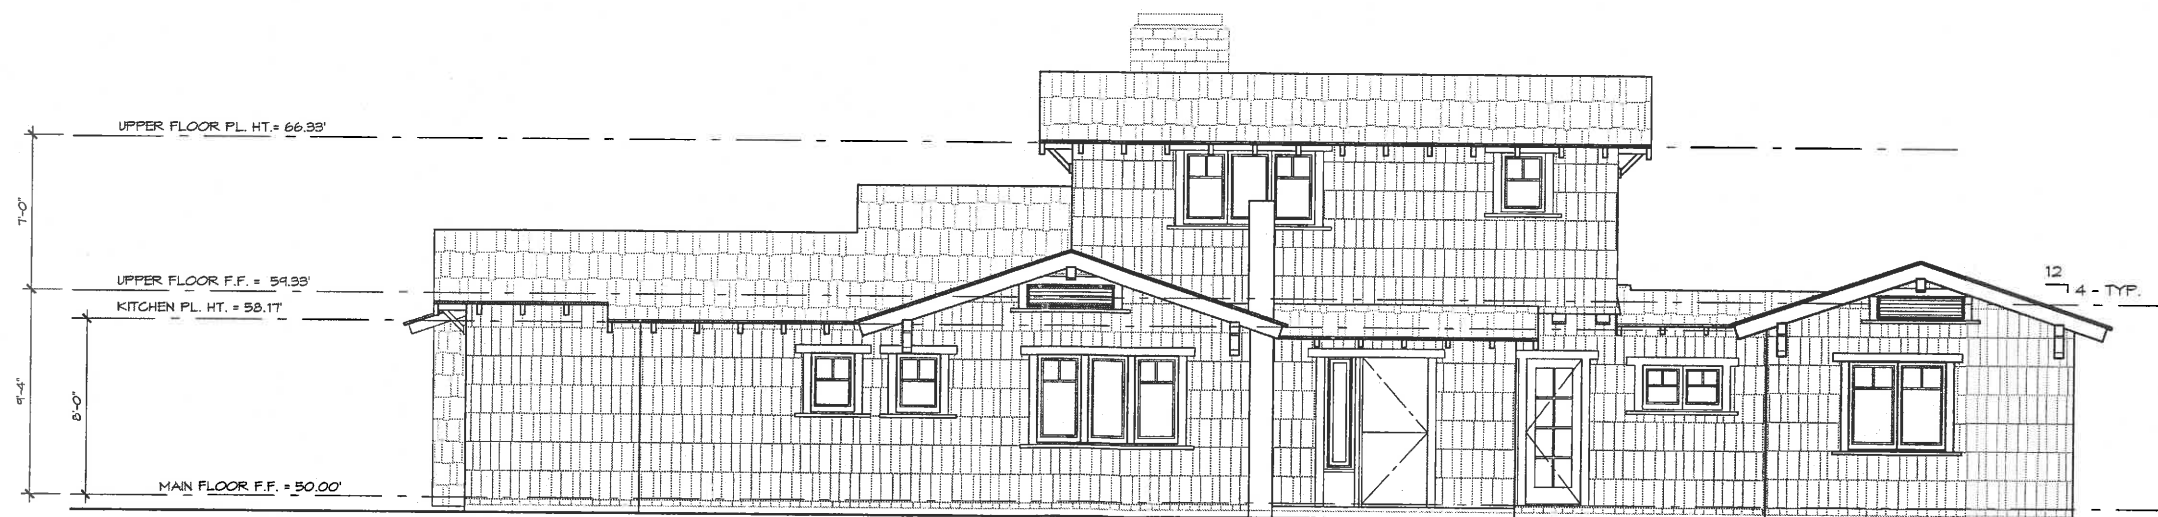 UPPER FLOOR PL. HT.= 66.33'
7'-0"
UPPER FLOOR F.F. = 59.33'
KITCHEN PL. HT. = 58.17'
12
4 - TYP.
9'-4"
8'-0"
MAIN FLOOR F.F. = 50.00'